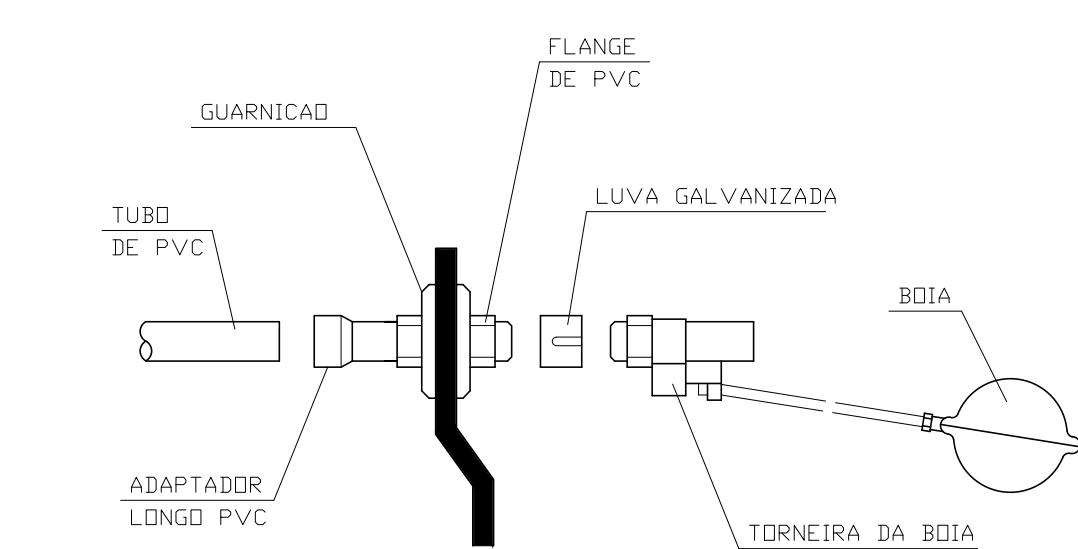 FLANGE
DE PVC
GUARNICAO
LUVA GALVANIZADA
TUBO
DE PVC
BOIA
ADAPTADOR
LONGO PVC
TORNEIRA DA BOIA